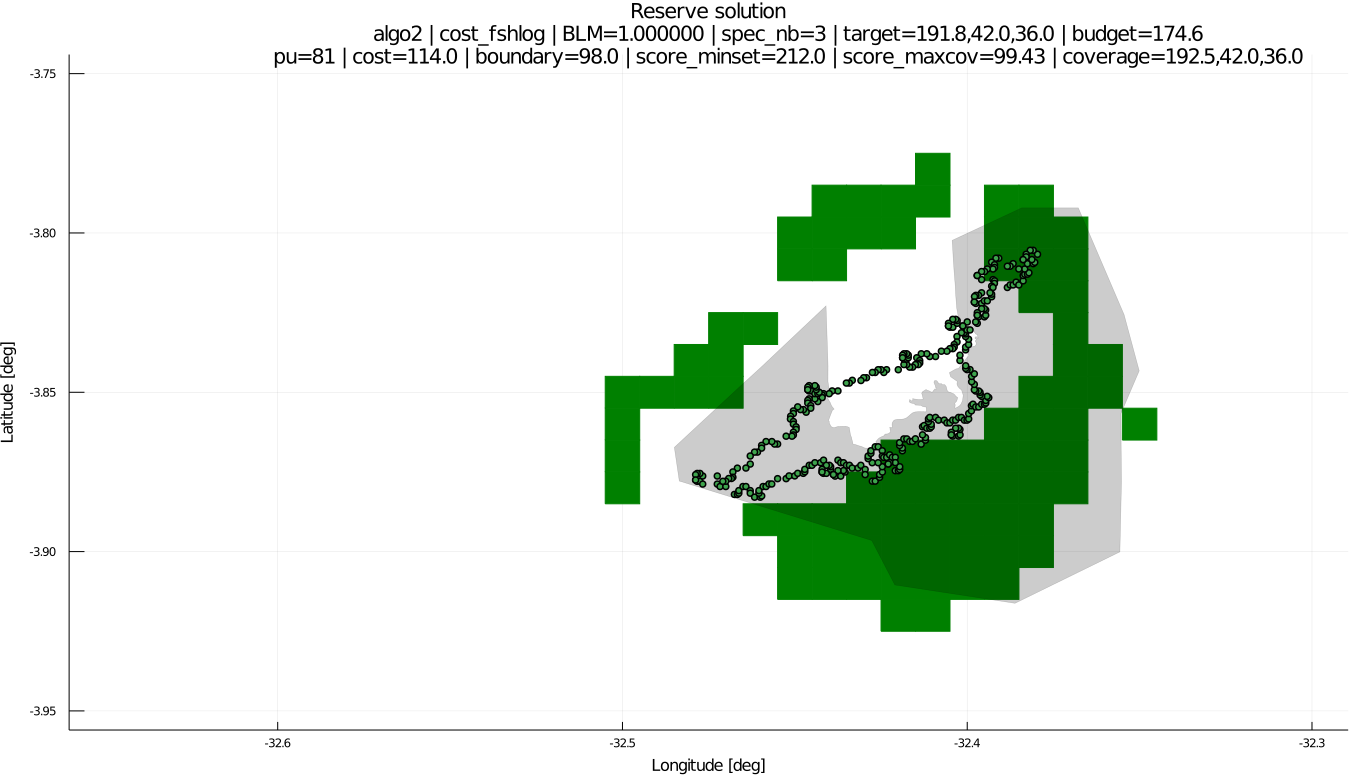 Reserve solution
algo2 | cost_fshlog | BLM=1.000000 | spec_nb=3 | target=191.8,42.0,36.0 | budget=174.6
pu=81 | cost=114.0 | boundary=98.0 | score_minset=212.0 | score_maxcov=99.43 | coverage=192.5,42.0,36.0
-3.75
-3.80
-3.85
-3.90
-3.95
Latitude [deg]
-32.6
-32.5
-32.4
-32.3
Longitude [deg]